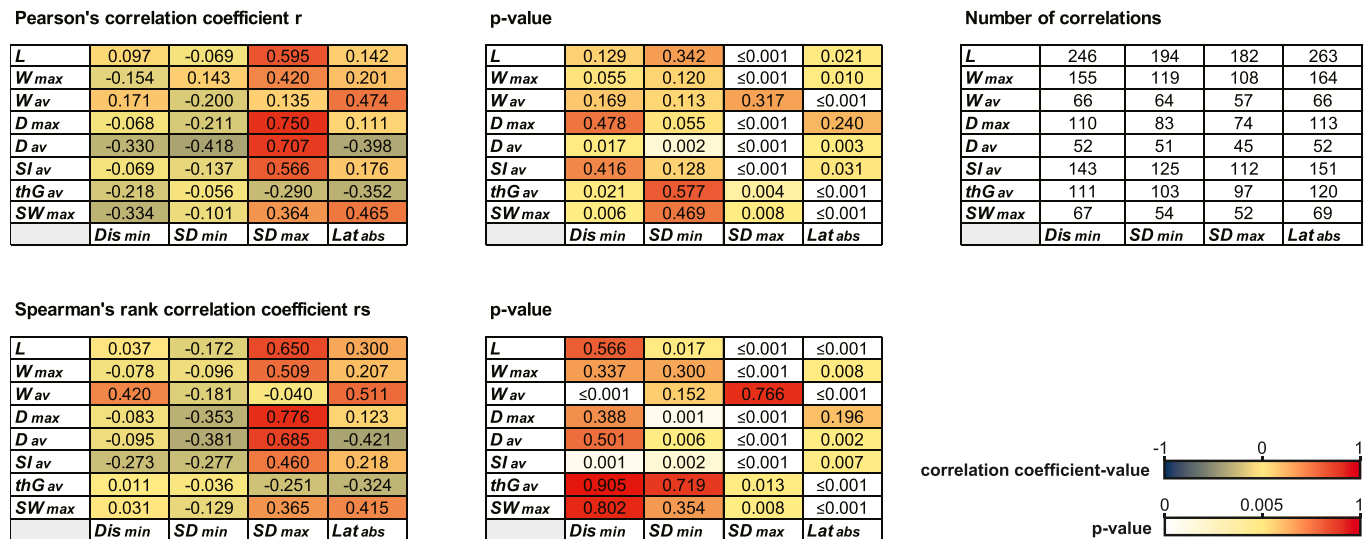 Pearson's correlation coefficient r
p-value
Number of correlations
L 0.097 -0.069 0.595 0.142
W max -0.154 0.143 0.420 0.201
W av 0.171 -0.200 0.135 0.474
D max -0.068 -0.211 0.750 0.111
D av -0.330 -0.418 0.707 -0.398
SI av -0.069 -0.137 0.566 0.176
thG av -0.218 -0.056 -0.290 -0.352
SW max -0.334 -0.101 0.364 0.465
Dis min SD min SD max Lat abs
L 0.129 0.342 ≤0.001 0.021
W max 0.055 0.120 ≤0.001 0.010
W av 0.169 0.113 0.317 ≤0.001
D max 0.478 0.055 ≤0.001 0.240
D av 0.017 0.002 ≤0.001 0.003
SI av 0.416 0.128 ≤0.001 0.031
thG av 0.021 0.577 0.004 ≤0.001
SW max 0.006 0.469 0.008 ≤0.001
Dis min SD min SD max Lat abs
L 246 194 182 263
W max 155 119 108 164
W av 66 64 57 66
D max 110 83 74 113
D av 52 51 45 52
SI av 143 125 112 151
thG av 111 103 97 120
SW max 67 54 52 69
Dis min SD min SD max Lat abs
Spearman's rank correlation coefficient rs
p-value
L 0.037 -0.172 0.650 0.300
W max -0.078 -0.096 0.509 0.207
W av 0.420 -0.181 -0.040 0.511
D max -0.083 -0.353 0.776 0.123
D av -0.095 -0.381 0.685 -0.421
SI av -0.273 -0.277 0.460 0.218
thG av 0.011 -0.036 -0.251 -0.324
SW max 0.031 -0.129 0.365 0.415
Dis min SD min SD max Lat abs
L 0.566 0.017 ≤0.001 ≤0.001
W max 0.337 0.300 ≤0.001 0.008
W av ≤0.001 0.152 0.766 ≤0.001
D max 0.388 0.001 ≤0.001 0.196
D av 0.501 0.006 ≤0.001 0.002
SI av 0.001 0.002 ≤0.001 0.007
thG av 0.905 0.719 0.013 ≤0.001
SW max 0.802 0.354 0.008 ≤0.001
Dis min SD min SD max Lat abs
-1 0 1
correlation coefficient-value
0 0.005 1
p-value